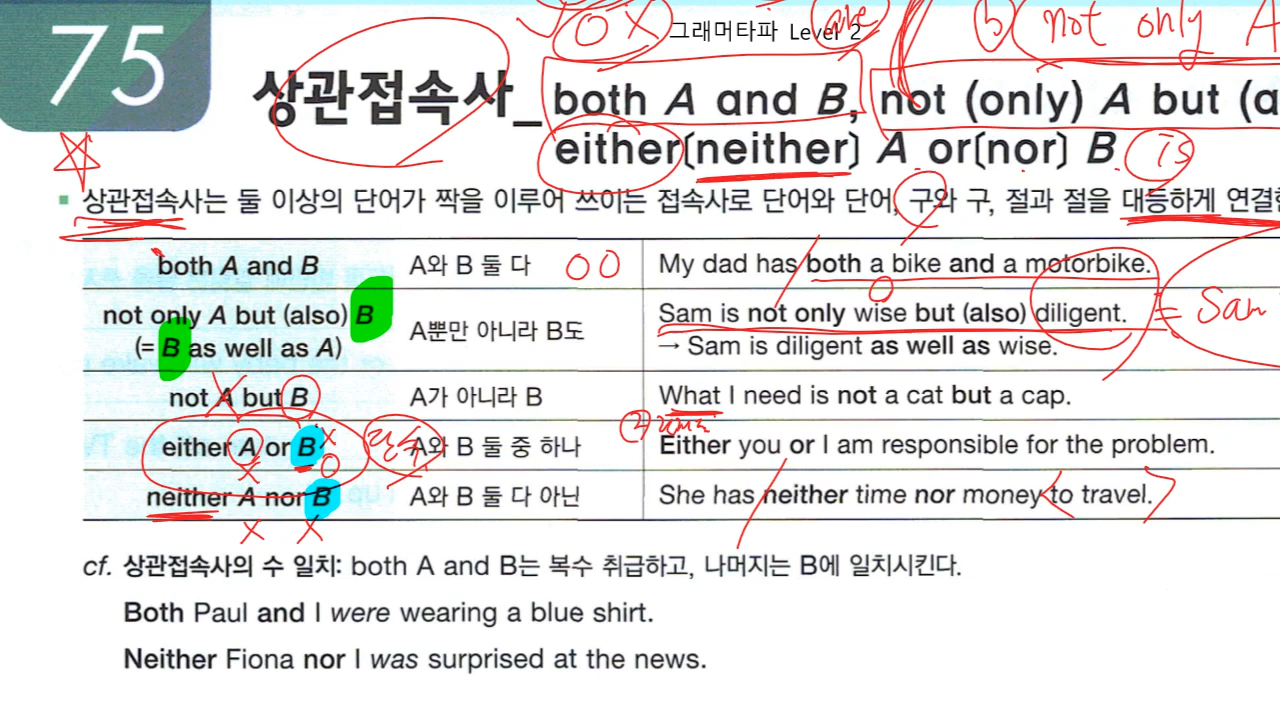 75
OX
그래머타파 Level 2
are
ⓑ not only A
상관접속사_both A and B, not (only) A but (a
either(neither) A or(nor) B
is
상관접속사는 둘 이상의 단어가 짝을 이루어 쓰이는 접속사로 단어와 단어, 구와 구, 절과 절을 대등하게 연결한
both A and B A와 B 둘 다 OO My dad has both a bike and a motorbike.
not only A but (also) B
(= B as well as A)
A뿐만 아니라 B도
Sam is not only wise but (also) diligent.
= Sam
→ Sam is diligent as well as wise.
not A but B A가 아니라 B What I need is not a cat but a cap.
either A or B A와 B 둘 중 하나 Either you or I am responsible for the problem.
neither A nor B A와 B 둘 다 아닌 She has neither time nor money to travel.
cf. 상관접속사의 수 일치: both A and B는 복수 취급하고, 나머지는 B에 일치시킨다.
Both Paul and I were wearing a blue shirt.
Neither Fiona nor I was surprised at the news.